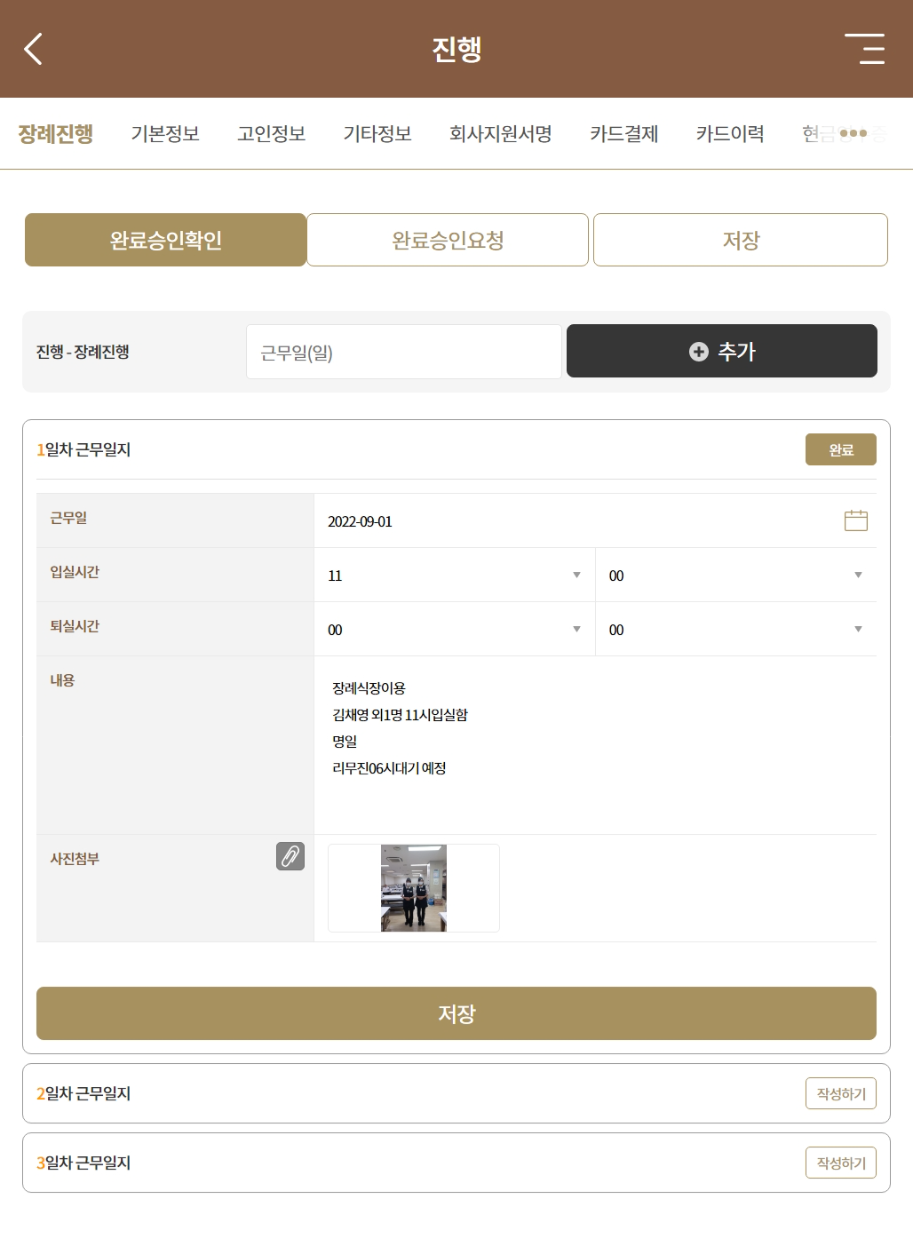 진행
장례진행 기본정보 고인정보 기타정보 회사지원서명 카드결제 카드이력
완료승인확인 완료승인요청 저장
진행 - 장례진행 근무일(일) 추가
1일차 근무일지 완료
근무일 2022-09-01
입실시간 11 00
퇴실시간 00 00
내용
장례식장이용
김채영 외1명 11시입실함
명일
리무진06시대기 예정
사진첨부
저장
2일차 근무일지 작성하기
3일차 근무일지 작성하기